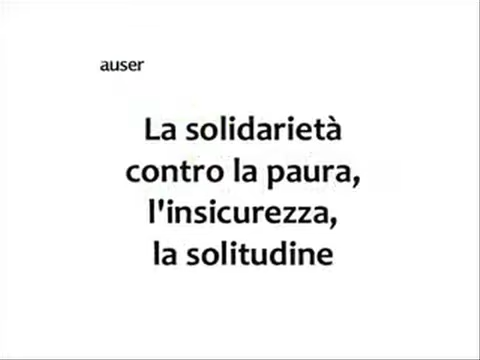 auser
La solidarietà
contro la paura,
l'insicurezza,
la solitudine